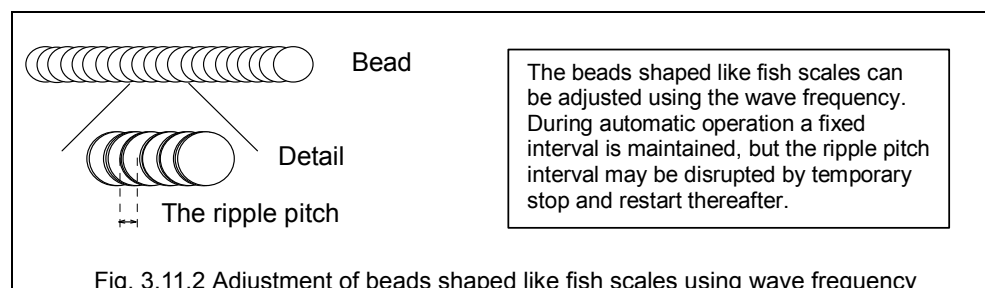 Bead
Detail
The ripple pitch
The beads shaped like fish scales can
be adjusted using the wave frequency.
During automatic operation a fixed
interval is maintained, but the ripple pitch
interval may be disrupted by temporary
stop and restart thereafter.
Fig. 3.11.2 Adjustment of beads shaped like fish scales using wave frequency